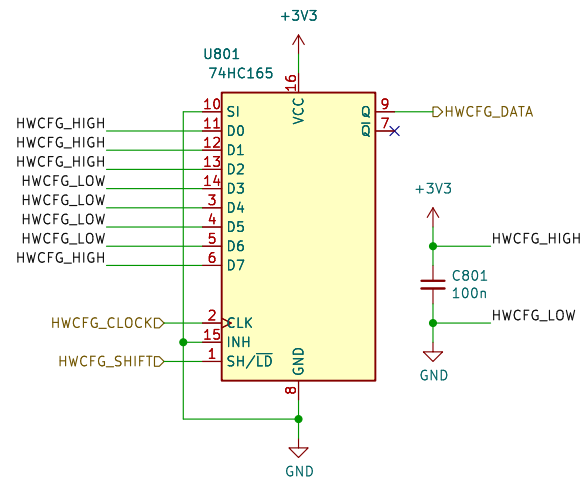 +3V3
U801
74HC165
16
VCC
10 SI
HWCFG_HIGH 11 D0
HWCFG_HIGH 12 D1
HWCFG_HIGH 13 D2
HWCFG_LOW 14 D3
HWCFG_LOW 3 D4
HWCFG_LOW 4 D5
HWCFG_LOW 5 D6
HWCFG_HIGH 6 D7
HWCFG_CLOCK 2 CLK
15 INH
HWCFG_SHIFT 1 SH/L̅D̅
Q 9 HWCFG_DATA
Q̅ 7
GND
8
GND
+3V3
HWCFG_HIGH
C801
100n
HWCFG_LOW
GND